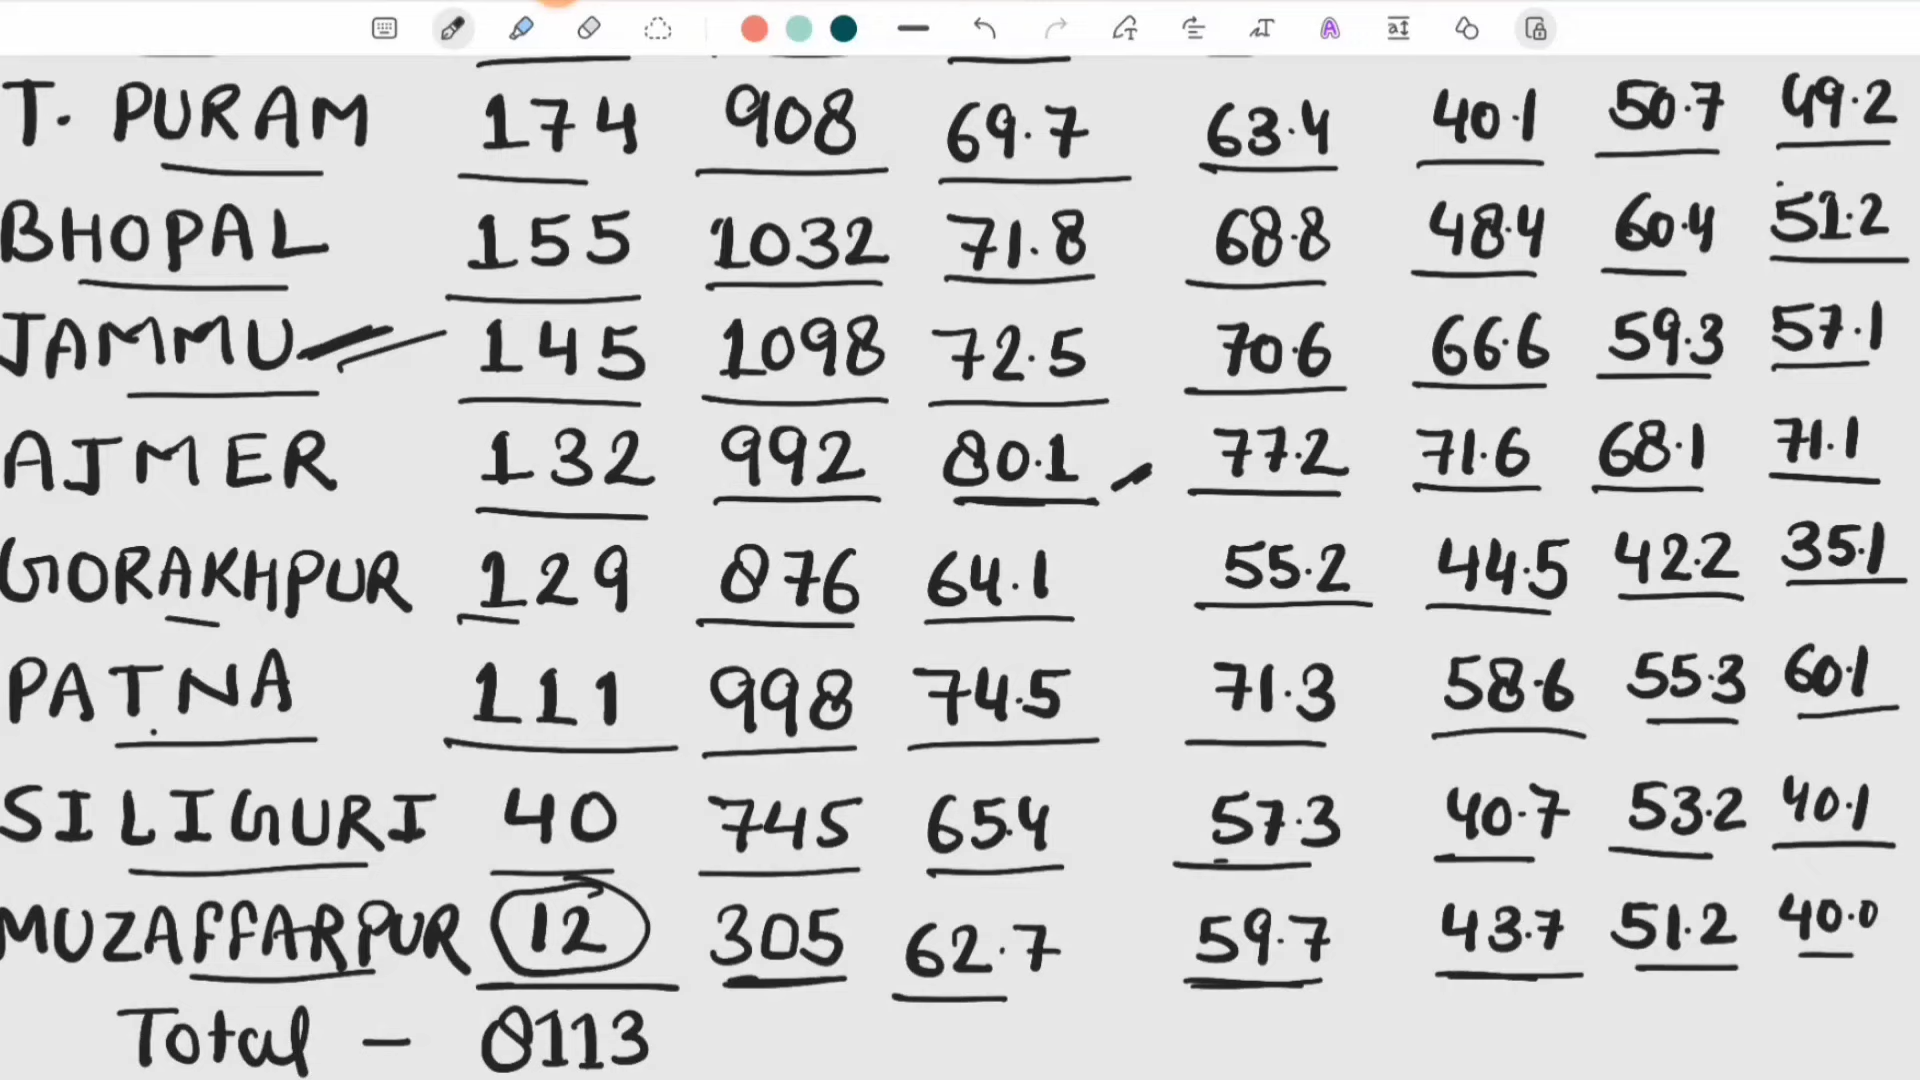 T. PURAM 174 908 69.7 63.4 40.1 50.7 49.2
BHOPAL 155 1032 71.8 68.8 48.4 60.4 51.2
JAMMU 145 1098 72.5 70.6 66.6 59.3 57.1
AJMER 132 992 80.1 77.2 71.6 68.1 71.1
GORAKHPUR 129 876 64.1 55.2 44.5 42.2 35.1
PATNA 111 998 74.5 71.3 58.6 55.3 60.1
SILIGURI 40 745 65.4 57.3 40.7 53.2 40.1
MUZAFFARPUR 12 305 62.7 59.7 43.7 51.2 40.0
Total - 8113